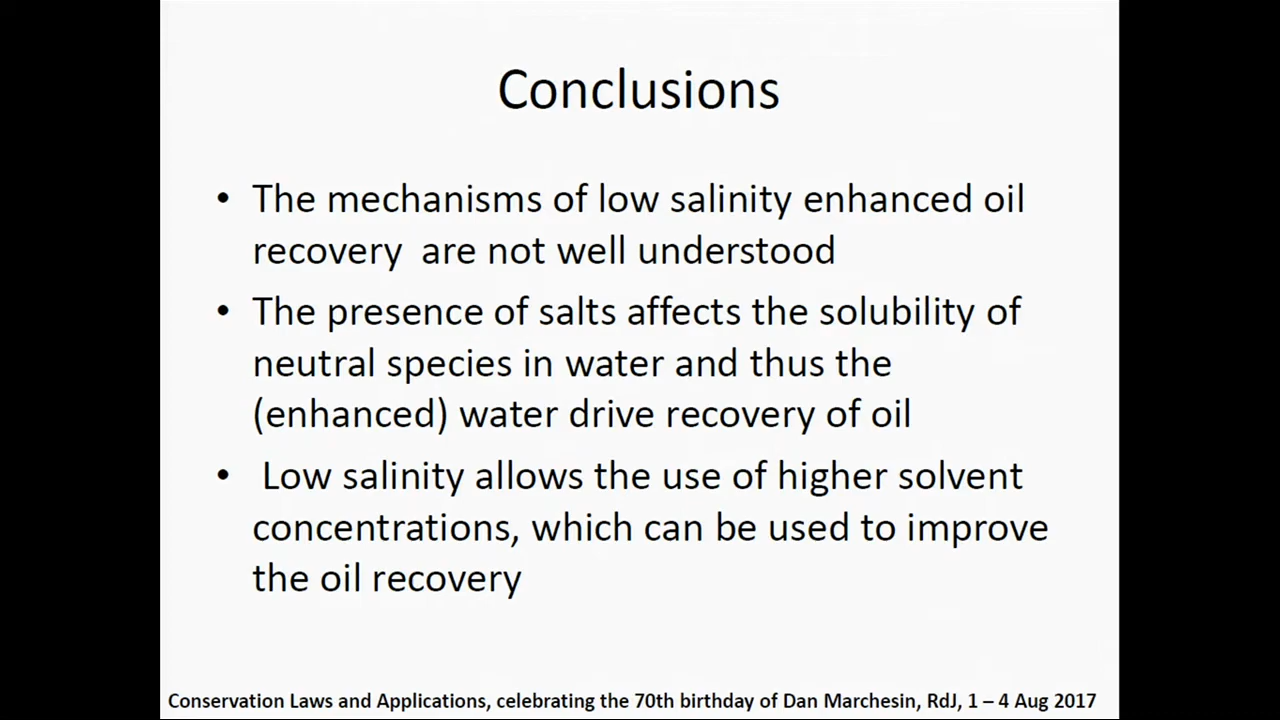 Conclusions
• The mechanisms of low salinity enhanced oil
recovery are not well understood
• The presence of salts affects the solubility of
neutral species in water and thus the
(enhanced) water drive recovery of oil
• Low salinity allows the use of higher solvent
concentrations, which can be used to improve
the oil recovery
Conservation Laws and Applications, celebrating the 70th birthday of Dan Marchesin, RdJ, 1 – 4 Aug 2017